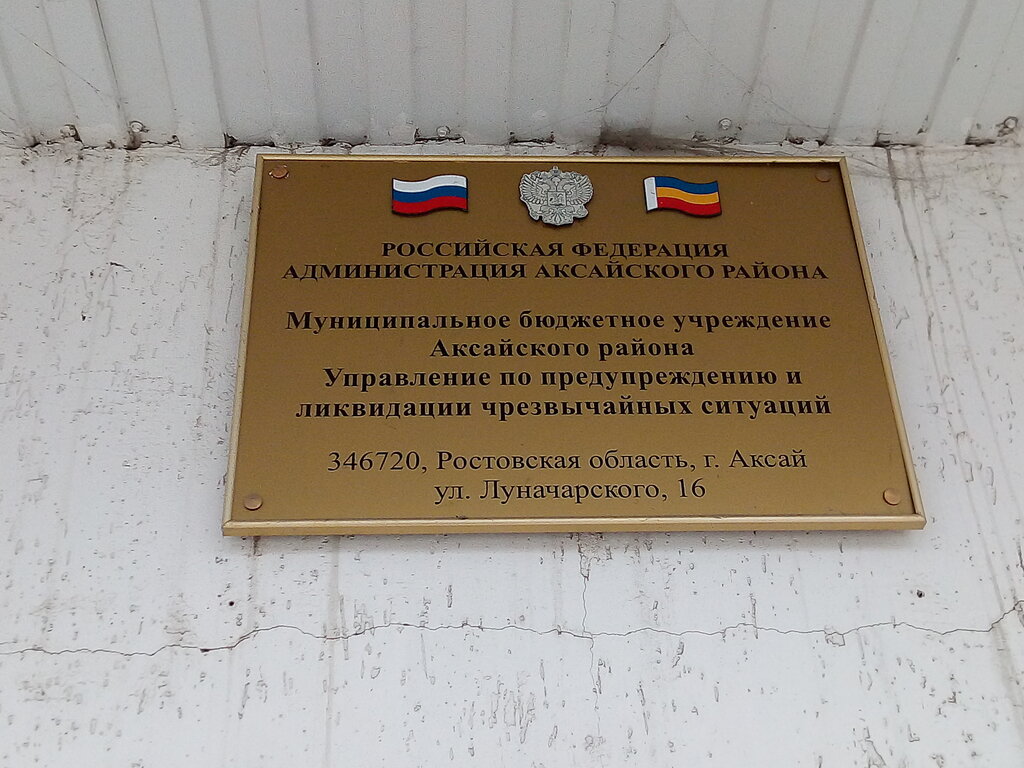 РОССИЙСКАЯ ФЕДЕРАЦИЯ
АДМИНИСТРАЦИЯ АКСАЙСКОГО РАЙОНА
Муниципальное бюджетное учреждение
Аксайского района
Управление по предупреждению и
ликвидации чрезвычайных ситуаций
346720, Ростовская область, г. Аксай
ул. Луначарского, 16